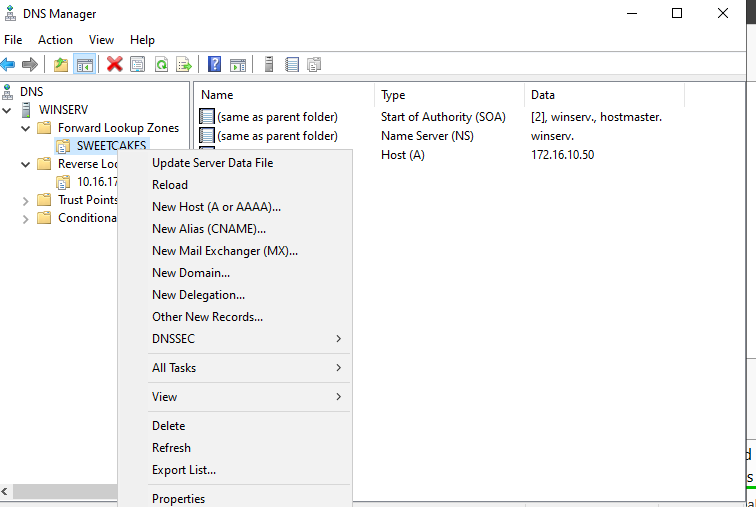 DNS Manager
File Action View Help
DNS
WINSERV
Forward Lookup Zones
SWEETCAKES
Reverse Loo
10.16.17
Trust Points
Conditiona
Name Type Data
(same as parent folder) Start of Authority (SOA) [2], winserv., hostmaster.
(same as parent folder) Name Server (NS) winserv.
Host (A) 172.16.10.50
Update Server Data File
Reload
New Host (A or AAAA)...
New Alias (CNAME)...
New Mail Exchanger (MX)...
New Domain...
New Delegation...
Other New Records...
DNSSEC
All Tasks
View
Delete
Refresh
Export List...
Properties